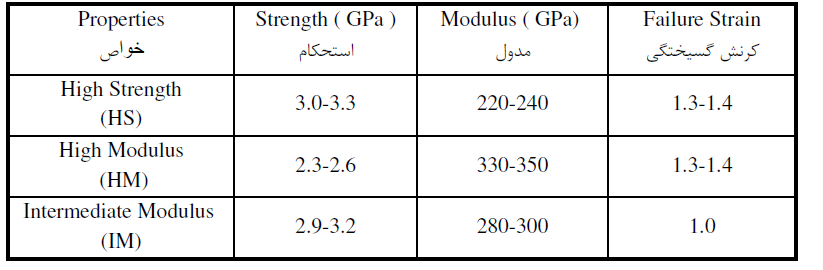 Properties Strength ( GPa ) Modulus ( GPa) Failure Strain
خواص استحکام مدول کرنش گسیختگی
High Strength
(HS) 3.0-3.3 220-240 1.3-1.4
High Modulus
(HM) 2.3-2.6 330-350 1.3-1.4
Intermediate Modulus
(IM) 2.9-3.2 280-300 1.0